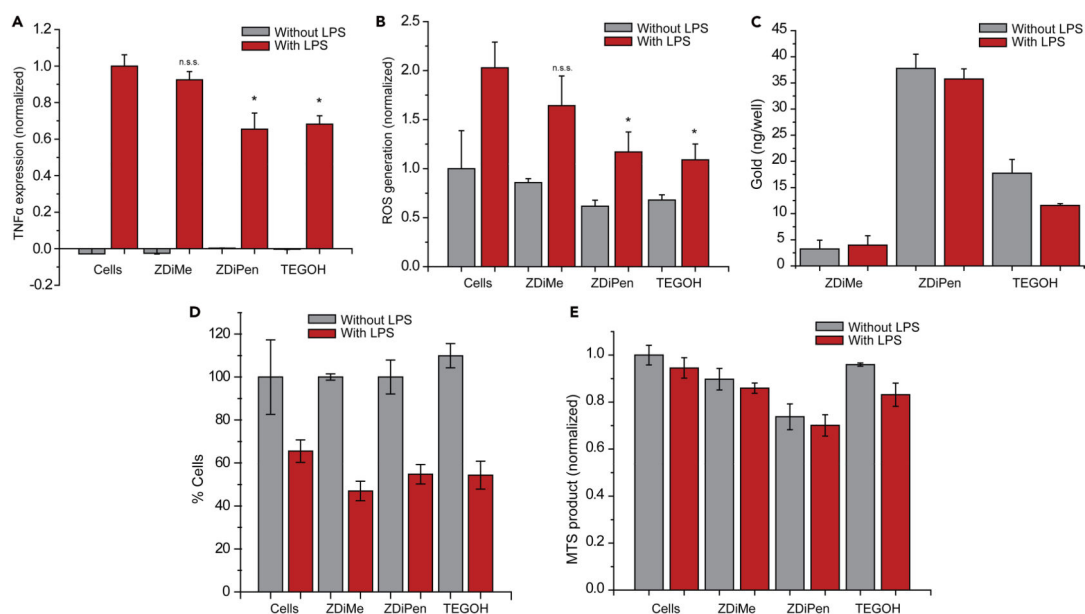 A
Without LPS
With LPS
TNFα expression (normalized)
1.2
1.0
0.8
0.6
0.4
0.2
0.0
-0.2
n.s.s.
*
*
Cells ZDiMe ZDiPen TEGOH
B
Without LPS
With LPS
ROS generation (normalized)
2.5
2.0
1.5
1.0
0.5
0.0
n.s.s.
*
*
Cells ZDiMe ZDiPen TEGOH
C
Without LPS
With LPS
Gold (ng/well)
45
40
35
30
25
20
15
10
5
0
ZDiMe ZDiPen TEGOH
D
Without LPS
With LPS
% Cells
120
100
80
60
40
20
0
Cells ZDiMe ZDiPen TEGOH
E
Without LPS
With LPS
MTS product (normalized)
1.0
0.8
0.6
0.4
0.2
0.0
Cells ZDiMe ZDiPen TEGOH